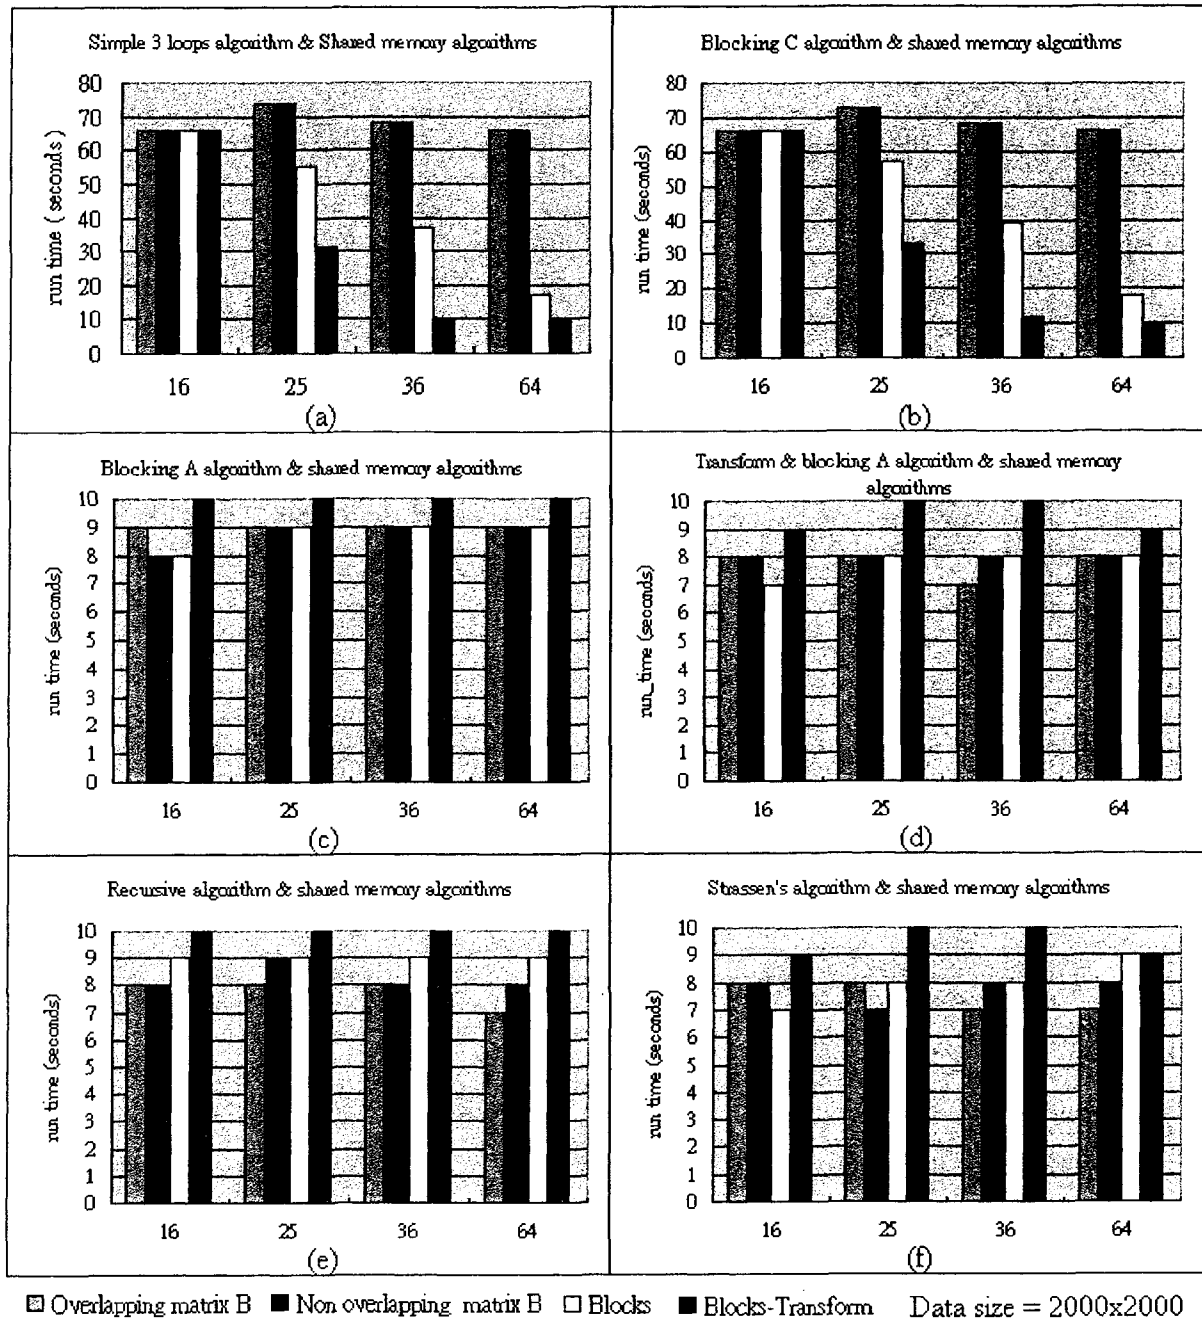 Simple 3 loops algorithm & Shared memory algorithms
80
70
60
50
40
30
20
10
0
run time ( seconds)
16 25 36 64
(a)
Blocking C algorithm & shared memory algorithms
80
70
60
50
40
30
20
10
0
run time (seconds)
16 25 36 64
(b)
Blocking A algorithm & shared memory algorithms
10
9
8
7
6
5
4
3
2
1
0
run time (seconds)
16 25 36 64
(c)
Transform & blocking A algorithm & shared memory
algorithms
10
9
8
7
6
5
4
3
2
1
0
run_time (seconds)
16 25 36 64
(d)
Recursive algorithm & shared memory algorithms
10
9
8
7
6
5
4
3
2
1
0
run time (seconds)
16 25 36 64
(e)
Strassen's algorithm & shared memory algorithms
10
9
8
7
6
5
4
3
2
1
0
run time (seconds)
16 25 36 64
(f)
Overlapping matrix B Non overlapping matrix B Blocks Blocks-Transform Data size = 2000x2000